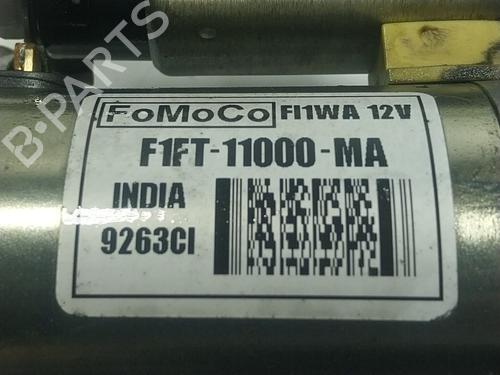 FoMoCo FI1WA 12V
F1FT-11000-MA
INDIA
9263CI
B-PARTS